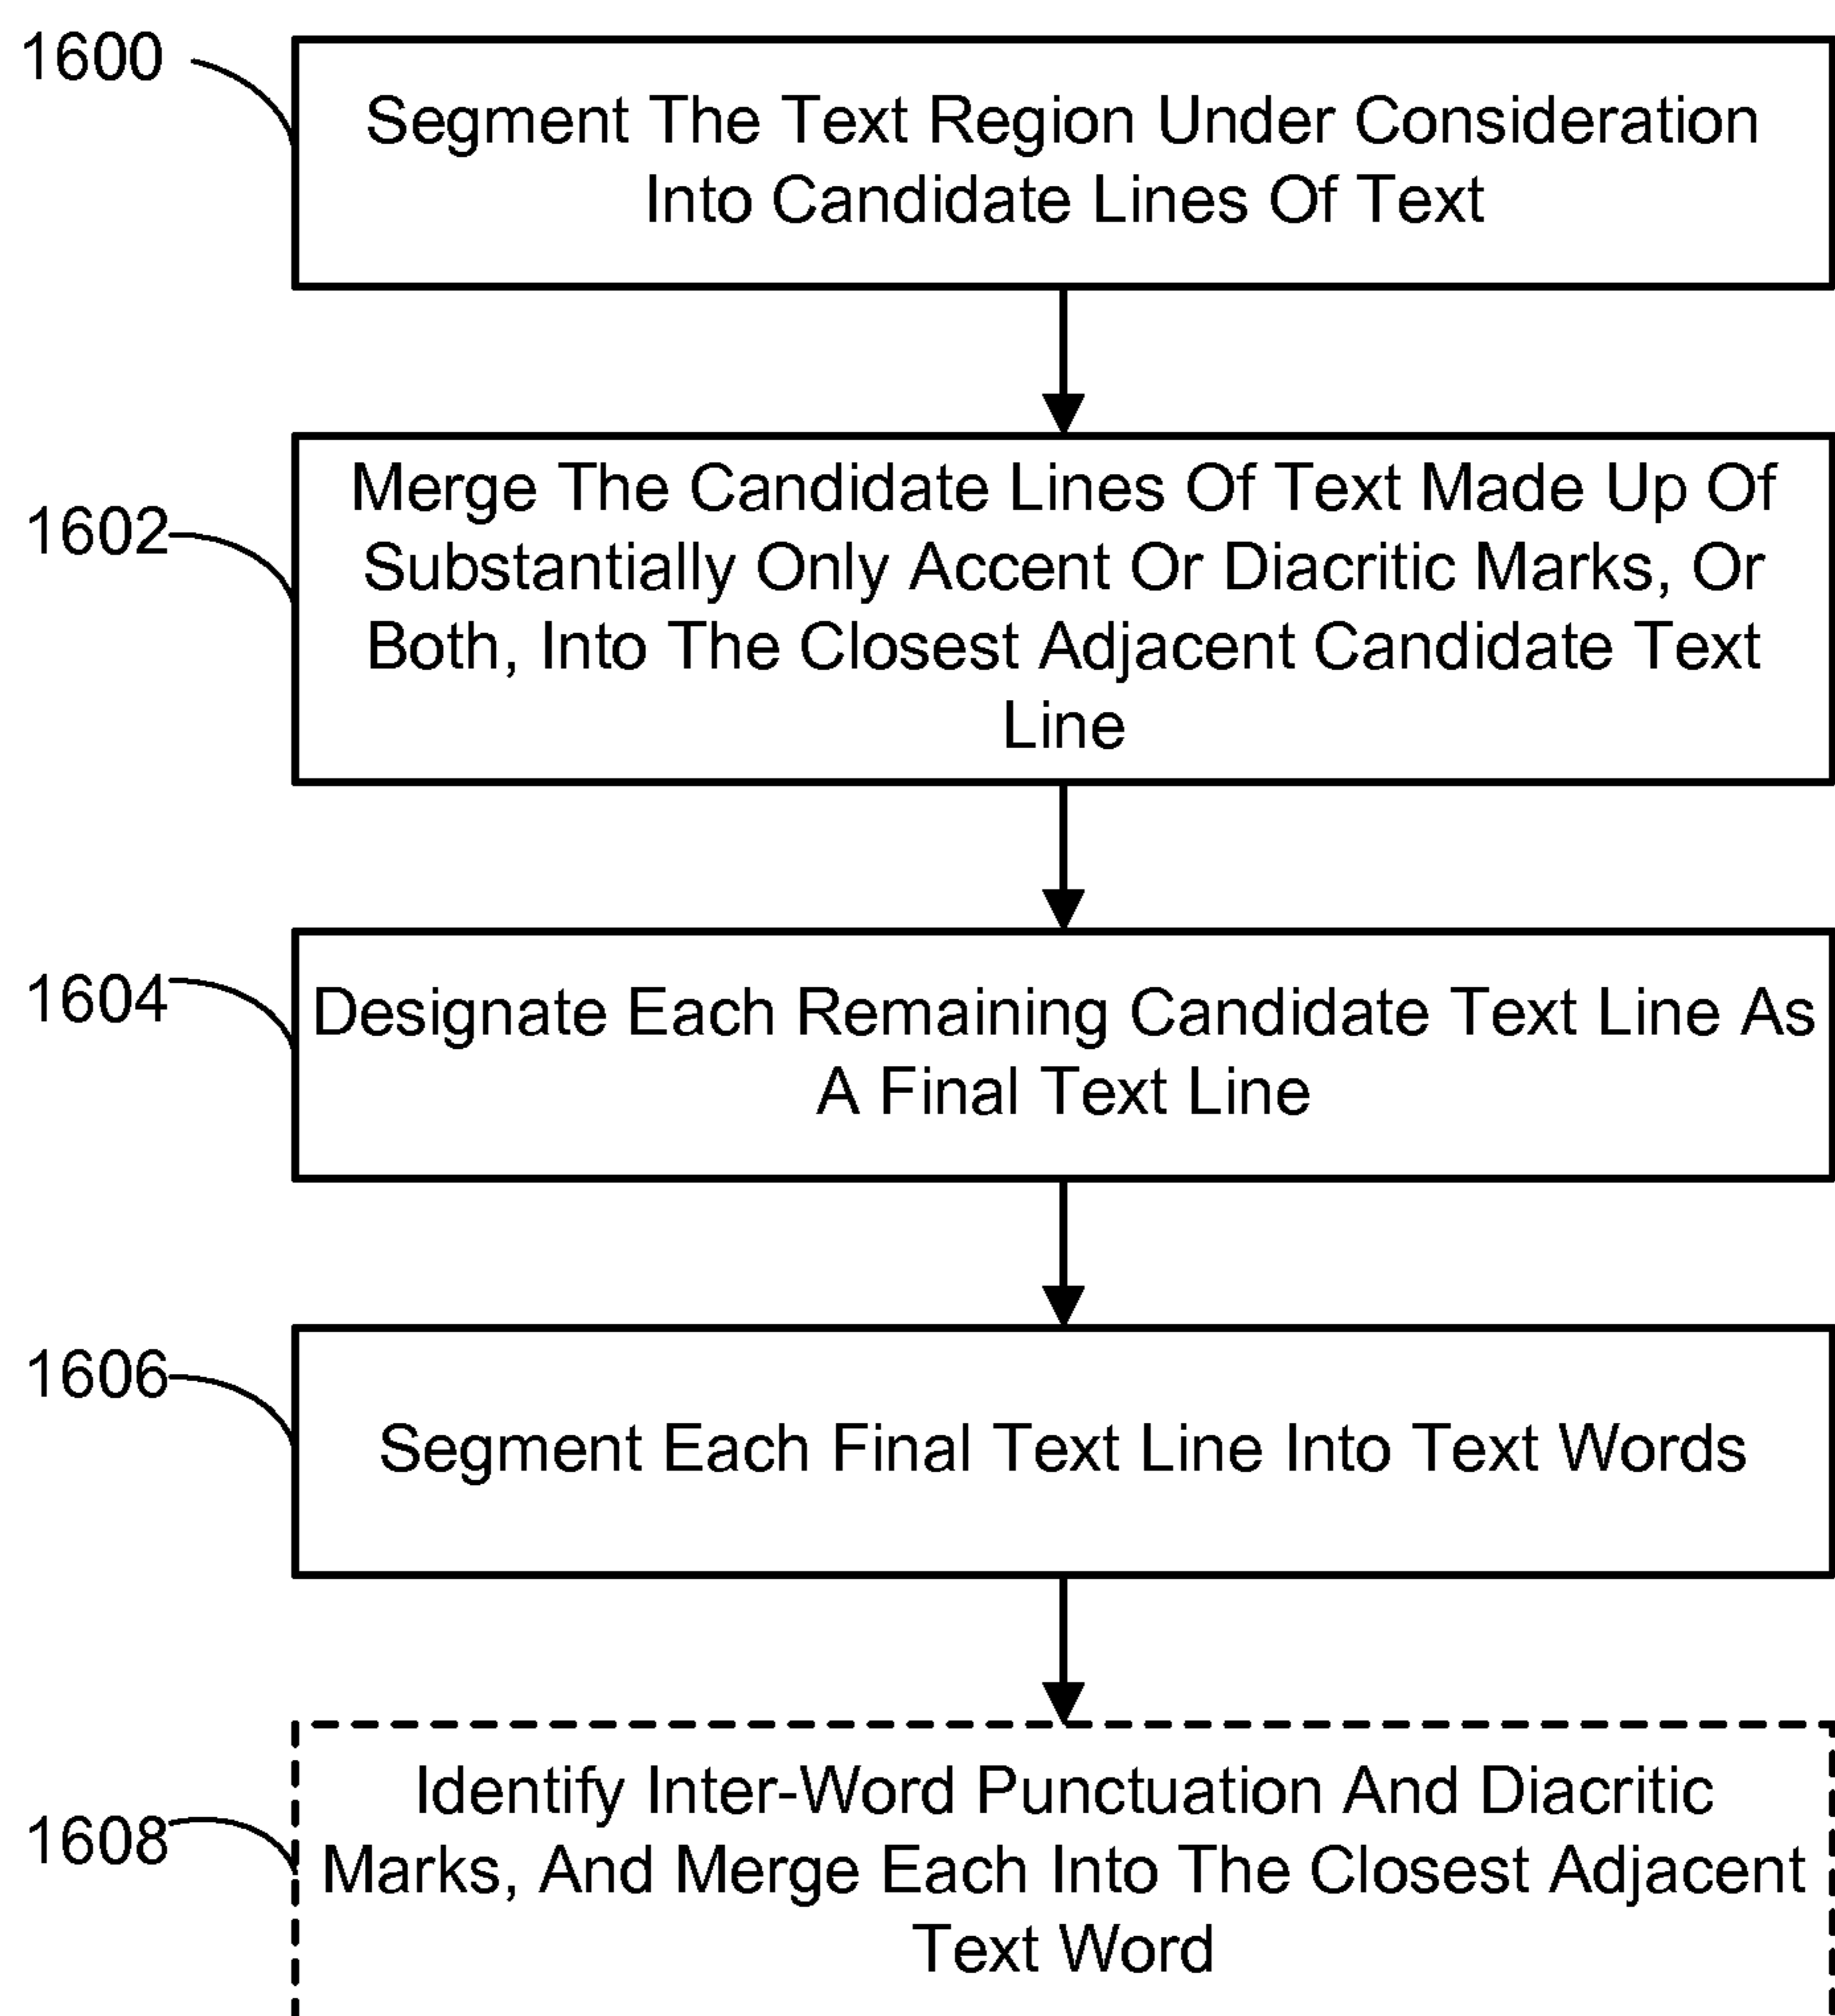 1600
Segment The Text Region Under Consideration
Into Candidate Lines Of Text
1602
Merge The Candidate Lines Of Text Made Up Of
Substantially Only Accent Or Diacritic Marks, Or
Both, Into The Closest Adjacent Candidate Text
Line
1604
Designate Each Remaining Candidate Text Line As
A Final Text Line
1606
Segment Each Final Text Line Into Text Words
1608
Identify Inter-Word Punctuation And Diacritic
Marks, And Merge Each Into The Closest Adjacent
Text Word